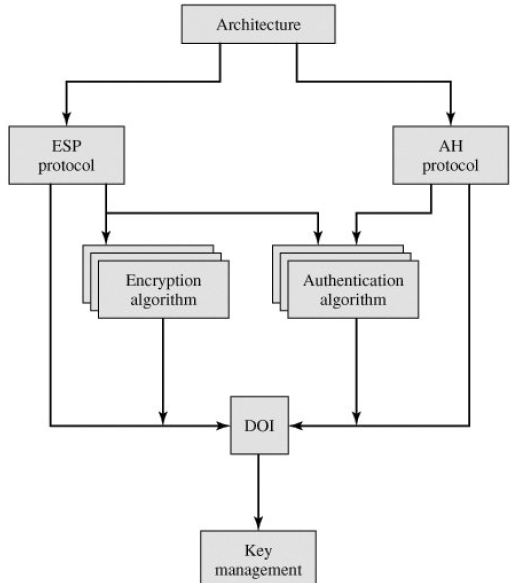 Architecture
ESP
protocol
AH
protocol
Encryption
algorithm
Authentication
algorithm
DOI
Key
management